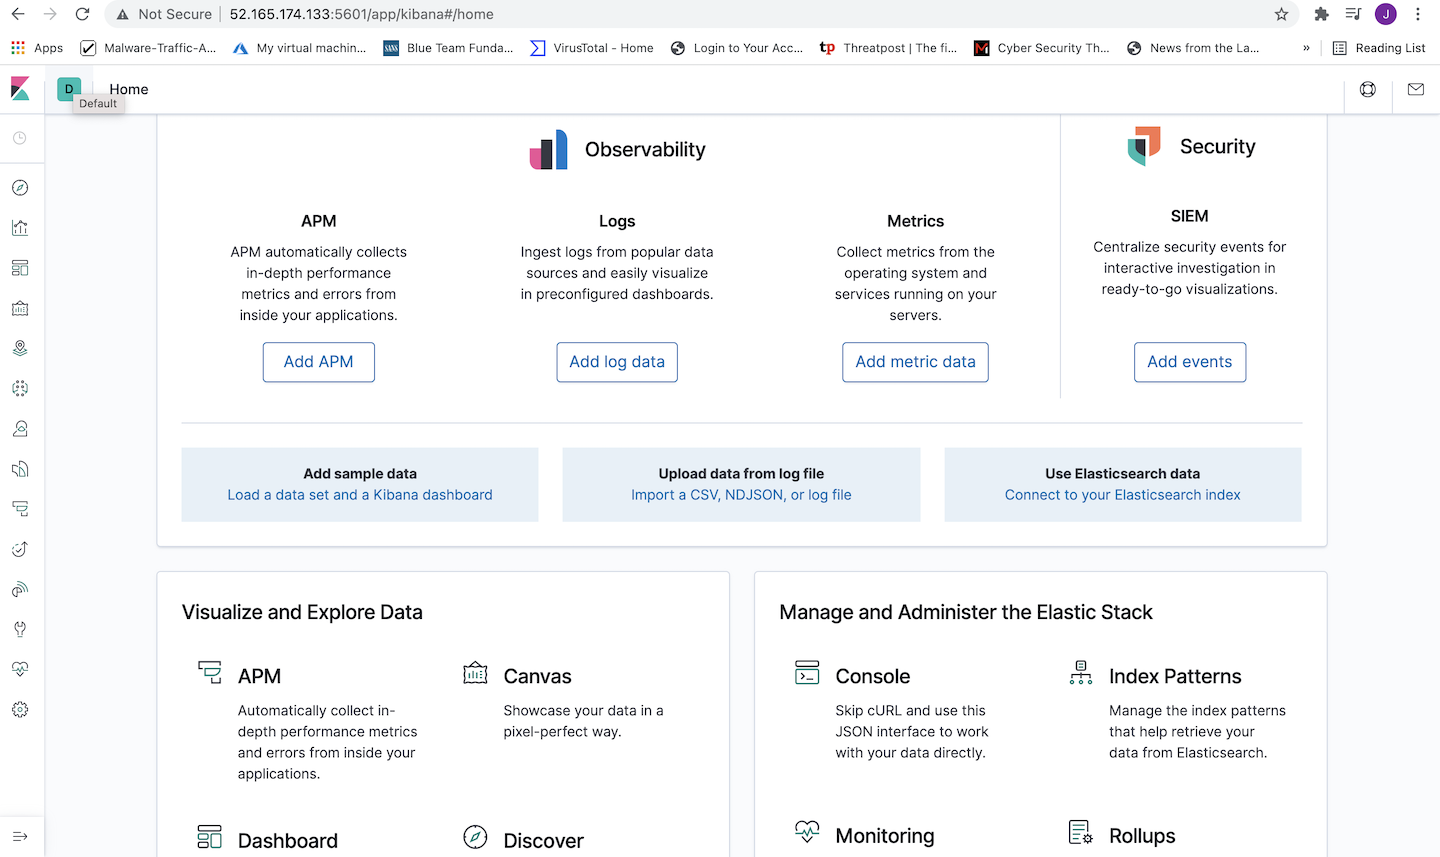 Not Secure
52.165.174.133:5601/app/kibana#/home
J
Apps
Malware-Traffic-A...
My virtual machin...
SANS
Blue Team Funda...
VirusTotal - Home
Login to Your Acc...
tp
Threatpost | The fi...
Cyber Security Th...
News from the La...
»
Reading List
D
Home
Default
Observability
Security
APM
APM automatically collects
in-depth performance
metrics and errors from
inside your applications.
Add APM
Logs
Ingest logs from popular data
sources and easily visualize
in preconfigured dashboards.
Add log data
Metrics
Collect metrics from the
operating system and
services running on your
servers.
Add metric data
SIEM
Centralize security events for
interactive investigation in
ready-to-go visualizations.
Add events
Add sample data
Load a data set and a Kibana dashboard
Upload data from log file
Import a CSV, NDJSON, or log file
Use Elasticsearch data
Connect to your Elasticsearch index
Visualize and Explore Data
APM
Automatically collect in-
depth performance metrics
and errors from inside your
applications.
Canvas
Showcase your data in a
pixel-perfect way.
Dashboard
Discover
Manage and Administer the Elastic Stack
Console
Skip cURL and use this
JSON interface to work
with your data directly.
Index Patterns
Manage the index patterns
that help retrieve your
data from Elasticsearch.
Monitoring
Rollups